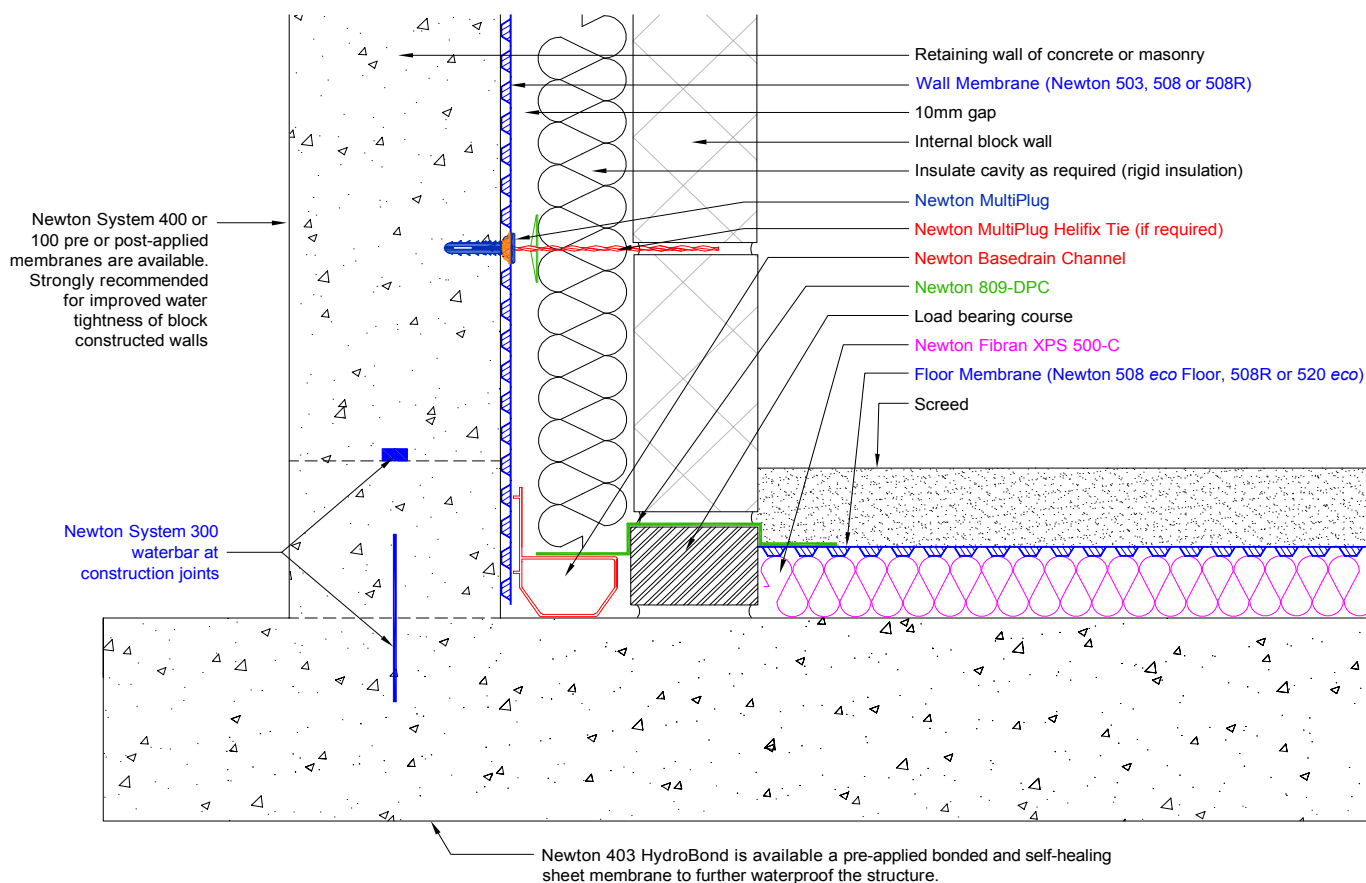 Retaining wall of concrete or masonry
Wall Membrane (Newton 503, 508 or 508R)
10mm gap
Internal block wall
Insulate cavity as required (rigid insulation)
Newton MultiPlug
Newton MultiPlug Helifix Tie (if required)
Newton Basedrain Channel
Newton 809-DPC
Load bearing course
Newton Fibran XPS 500-C
Floor Membrane (Newton 508 eco Floor, 508R or 520 eco)
Screed
Newton System 400 or
100 pre or post-applied
membranes are available.
Strongly recommended
for improved water
tightness of block
constructed walls
Newton System 300
waterbar at
construction joints
Newton 403 HydroBond is available a pre-applied bonded and self-healing
sheet membrane to further waterproof the structure.